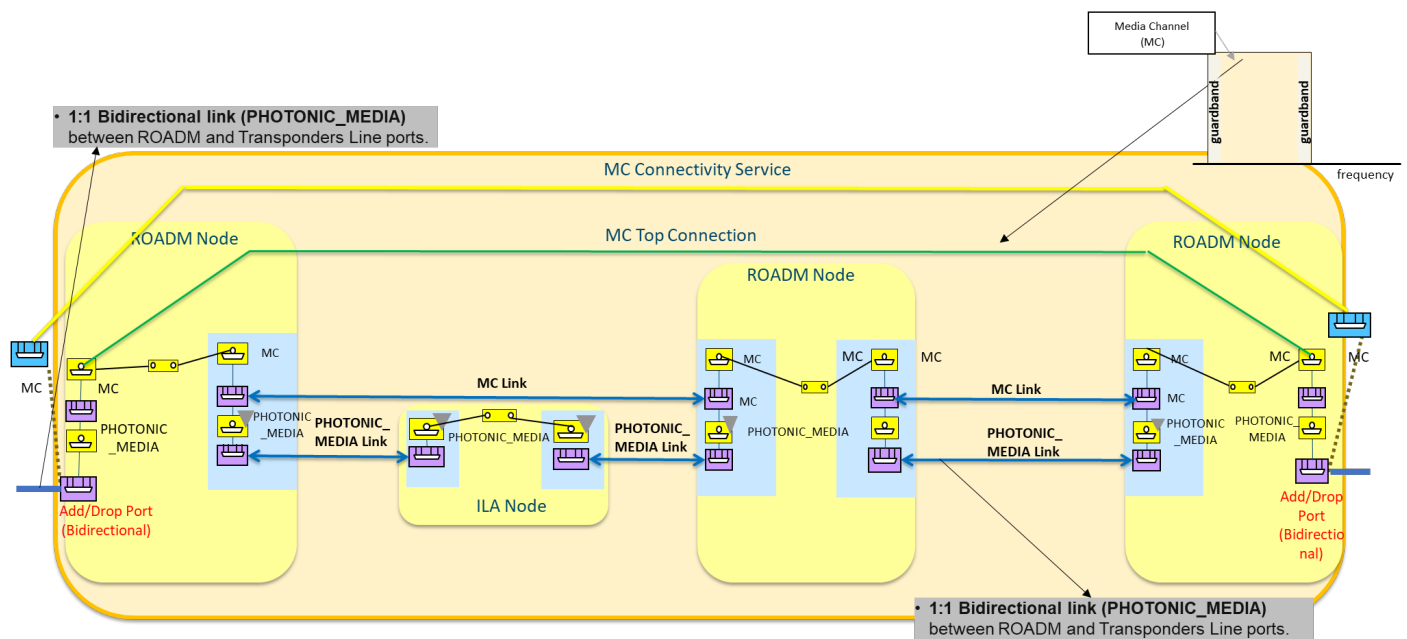 Media Channel
(MC)
guardband
guardband
frequency
• 1:1 Bidirectional link (PHOTONIC_MEDIA)
between ROADM and Transponders Line ports.
MC Connectivity Service
ROADM Node
MC Top Connection
ROADM Node
ROADM Node
MC
MC
MC
MC
MC
MC
MC
MC
MC
MC Link
MC
MC Link
MC
PHOTONIC
_MEDIA
PHOTONIC
_MEDIA
PHOTONIC_
MEDIA Link
PHOTONIC_MEDIA
PHOTONIC_
MEDIA Link
PHOTONIC_MEDIA
PHOTONIC_
MEDIA Link
PHOTONIC
_MEDIA
PHOTONIC_
_MEDIA
Add/Drop Port
(Bidirectional)
ILA Node
Add/Drop
Port
(Bidirectio
nal)
• 1:1 Bidirectional link (PHOTONIC_MEDIA)
between ROADM and Transponders Line ports.